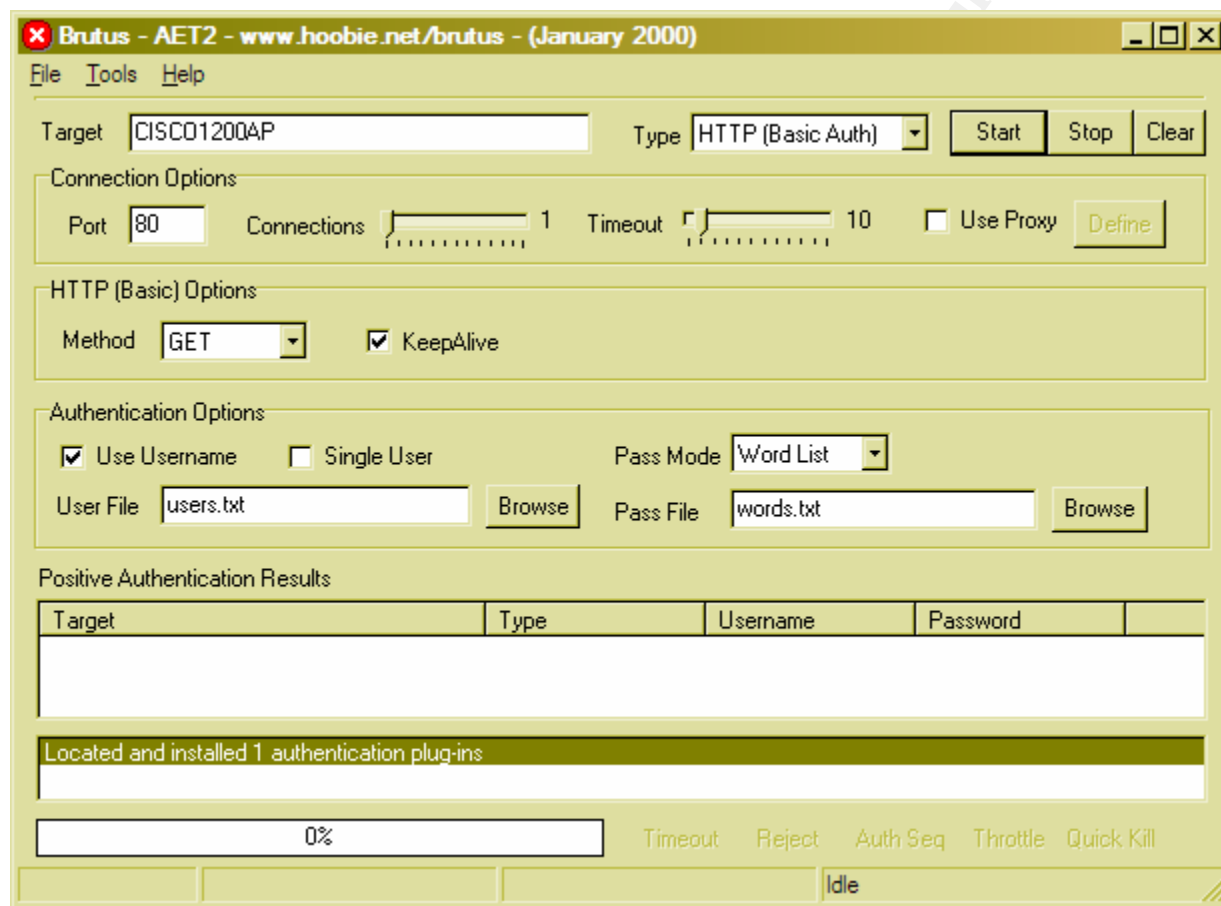 Brutus - AET2 - www.hoobie.net/brutus - (January 2000)
File Tools Help
Target CISCO1200AP Type HTTP (Basic Auth) Start Stop Clear
Connection Options
Port 80 Connections 1 Timeout 10 Use Proxy Define
HTTP (Basic) Options
Method GET KeepAlive
Authentication Options
Use Username Single User Pass Mode Word List
User File users.txt Browse Pass File words.txt Browse
Positive Authentication Results
Target Type Username Password
Located and installed 1 authentication plug-ins
0% Timeout Reject Auth Seq Throttle Quick Kill
Idle